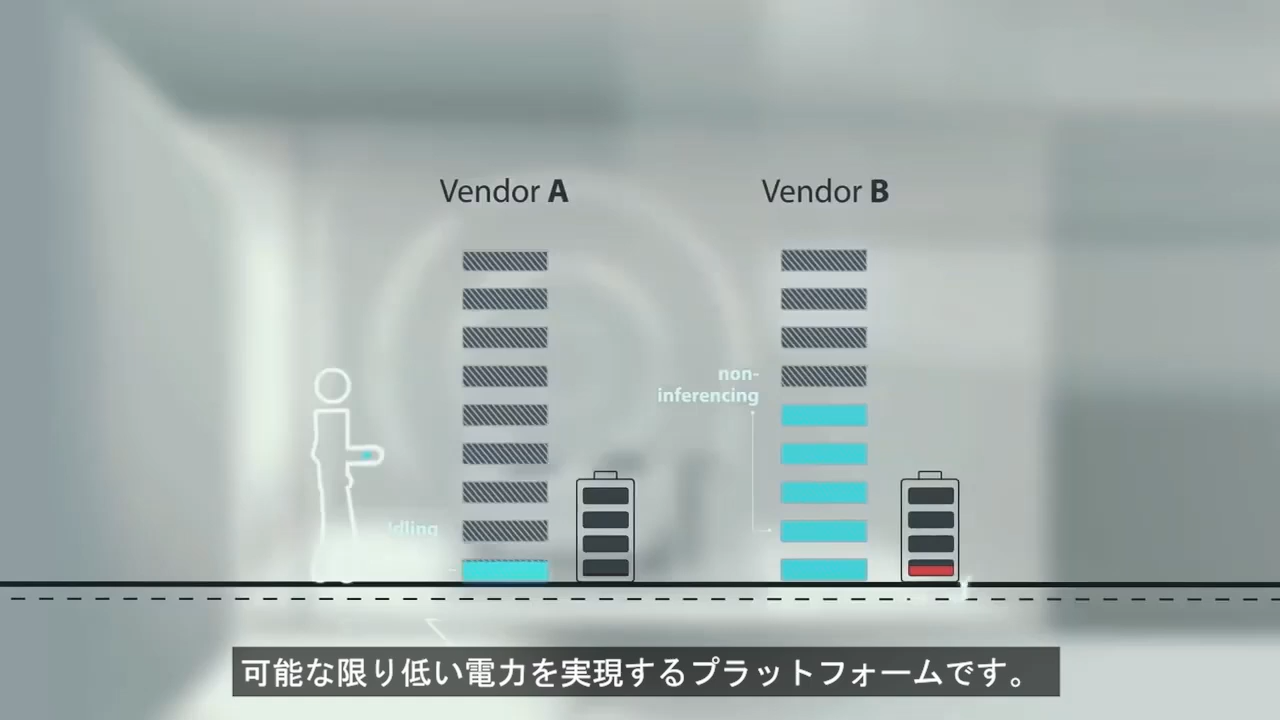 Vendor A
Vendor B
non-
inferencing
Idling
可能な限り低い電力を実現するプラットフォームです。